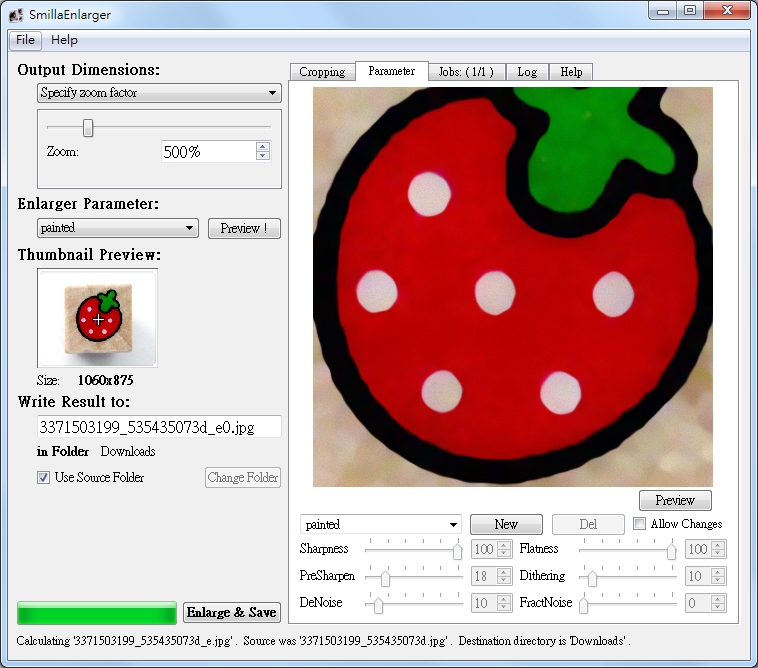 SmillaEnlarger
File Help
Output Dimensions:
Specify zoom factor
Zoom: 500%
Enlarger Parameter:
painted Preview !
Thumbnail Preview:
Size: 1060x875
Write Result to:
3371503199_535435073d_e0.jpg
in Folder Downloads
Use Source Folder Change Folder
Enlarge & Save
Cropping Parameter Jobs: ( 1/1 ) Log Help
Preview
painted New Del Allow Changes
Sharpness 100 Flatness 100
PreSharpen 18 Dithering 10
DeNoise 10 FractNoise 0
Calculating '3371503199_535435073d_e.jpg' . Source was '3371503199_535435073d.jpg' . Destination directory is 'Downloads' .